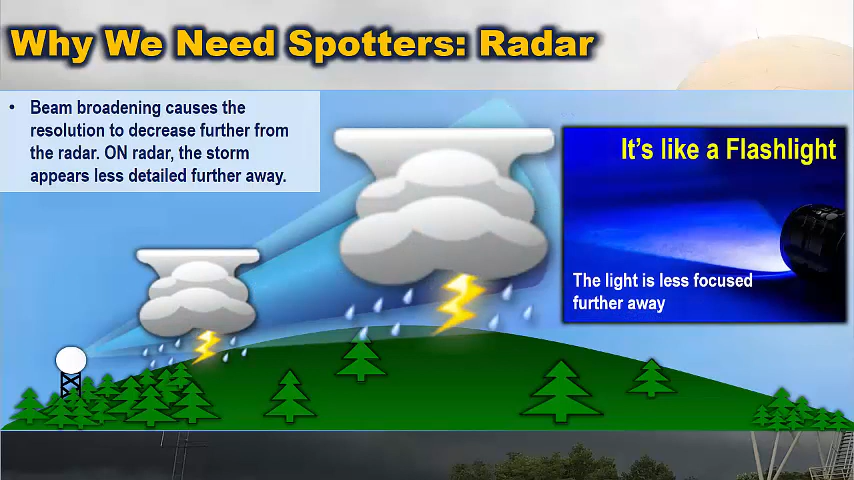 Why We Need Spotters: Radar
• Beam broadening causes the
resolution to decrease further from
the radar. ON radar, the storm
appears less detailed further away.
It's like a Flashlight
The light is less focused
further away